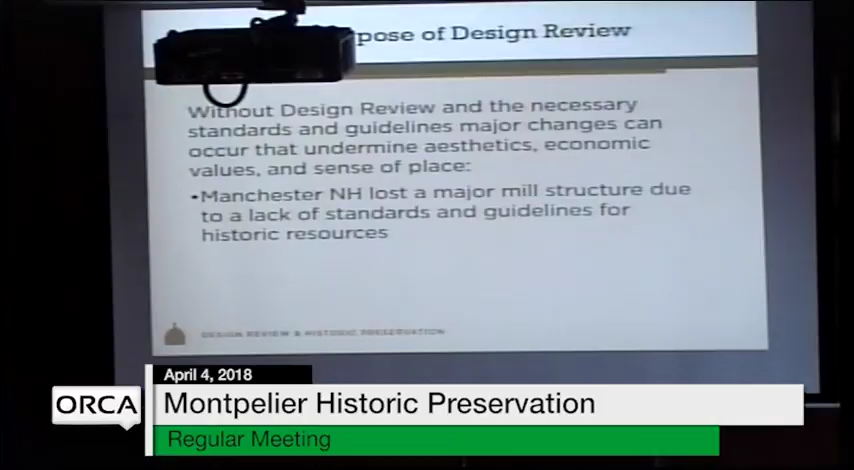 pose of Design Review
Without Design Review and the necessary
standards and guidelines major changes can
occur that undermine aesthetics, economic
values, and sense of place:
•Manchester NH lost a major mill structure due
to a lack of standards and guidelines for
historic resources
DESIGN REVIEW & HISTORIC PRESERVATION
April 4, 2018
ORCA
Montpelier Historic Preservation
Regular Meeting